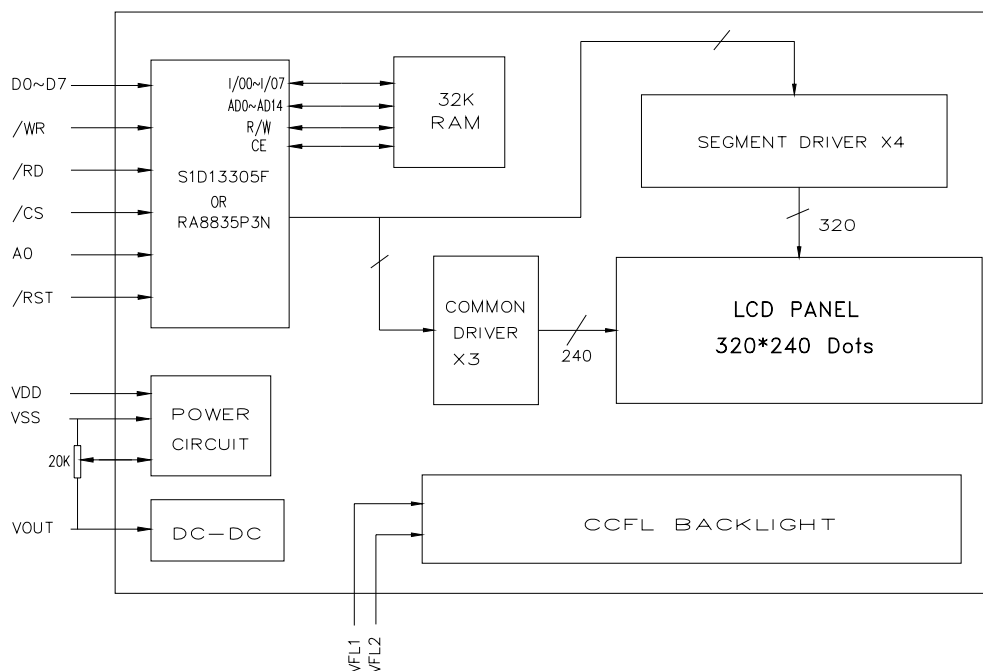 D0~D7
/WR
/RD
/CS
A0
/RST
I/00~I/07
AD0~AD14
R/W
CE
S1D13305F
OR
RA8835P3N
32K
RAM
SEGMENT DRIVER X4
320
COMMON
DRIVER
X3
240
LCD PANEL
320*240 Dots
VDD
VSS
20K
VOUT
POWER
CIRCUIT
DC-DC
CCFL BACKLIGHT
VFL1
VFL2